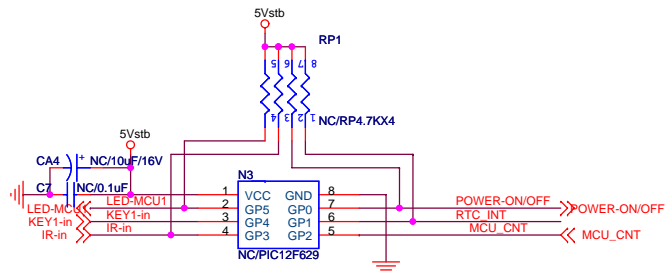 5Vstb
RP1
5 6 7 8
4 3 2 1
NC/RP4.7KX4
5Vstb
CA4 + NC/10uF/16V
C7 NC/0.1uF
N3
1 VCC GND 8
2 GP5 GP0 7
3 GP4 GP1 6
4 GP3 GP2 5
NC/PIC12F629
LED-MCU1
LED-MCU1
KEY1-in KEY1-in
IR-in IR-in
POWER-ON/OFF POWER-ON/OFF
RTC_INT
MCU_CNT MCU_CNT